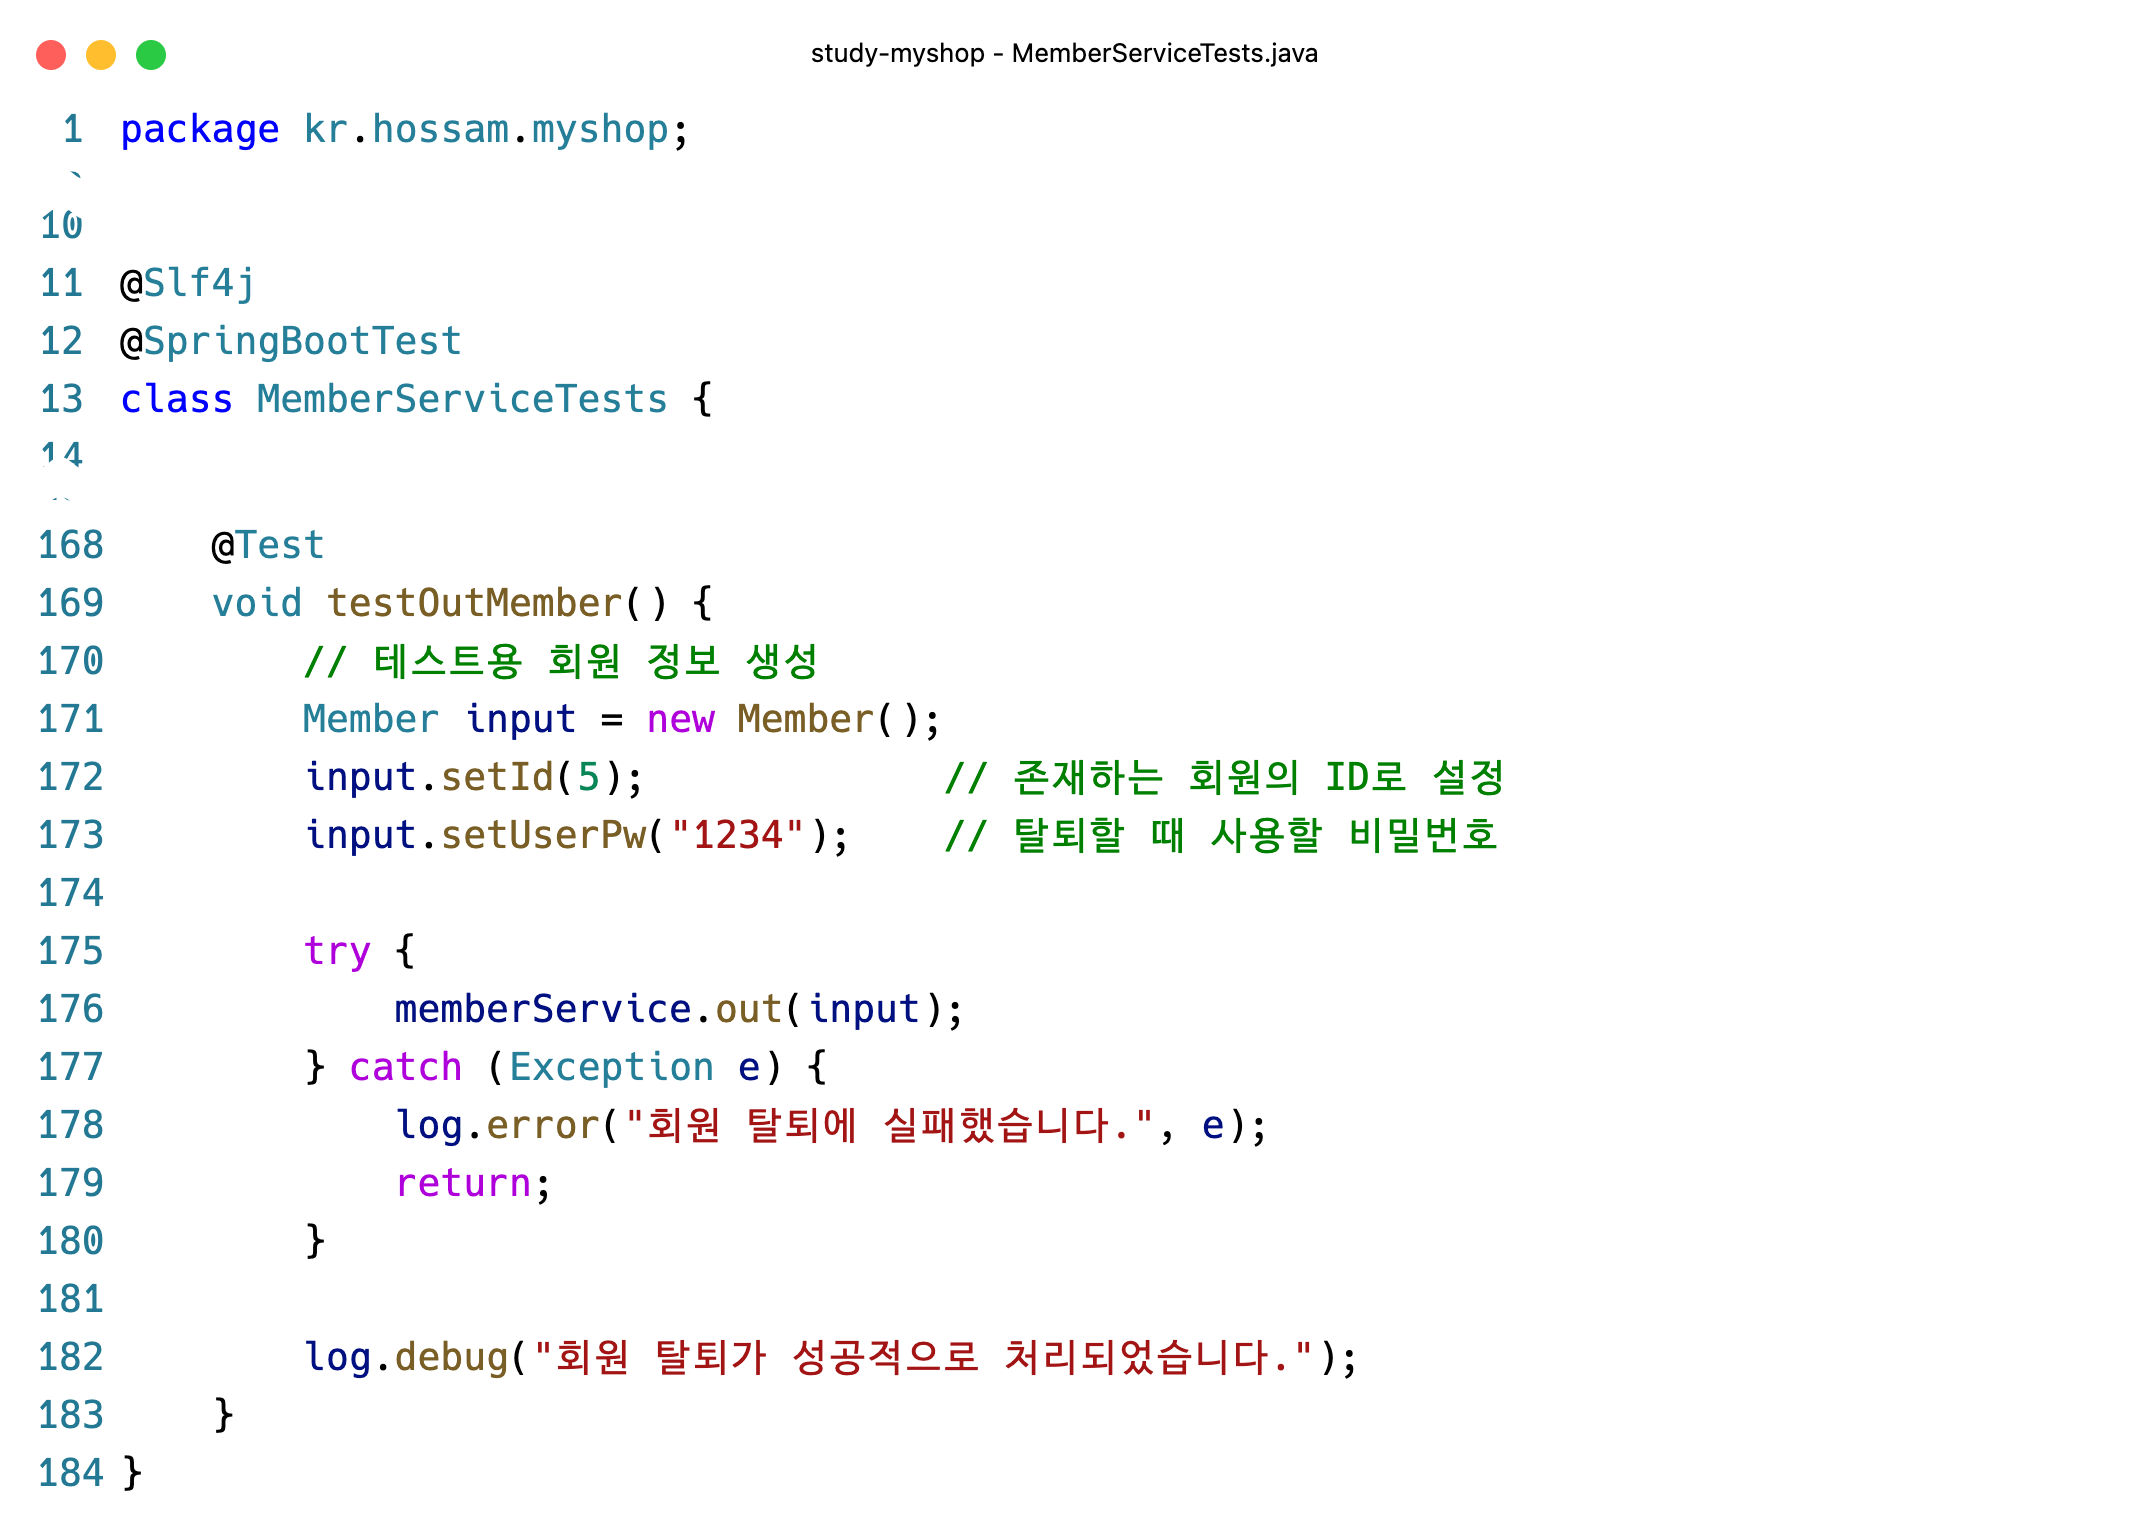 study-myshop - MemberServiceTests.java
1 package kr.hossam.myshop;
10
11 @Slf4j
12 @SpringBootTest
13 class MemberServiceTests {
14
168     @Test
169     void testOutMember() {
170         // 테스트용 회원 정보 생성
171         Member input = new Member();
172         input.setId(5);             // 존재하는 회원의 ID로 설정
173         input.setUserPw("1234");    // 탈퇴할 때 사용할 비밀번호
174
175         try {
176             memberService.out(input);
177         } catch (Exception e) {
178             log.error("회원 탈퇴에 실패했습니다.", e);
179             return;
180         }
181
182         log.debug("회원 탈퇴가 성공적으로 처리되었습니다.");
183     }
184 }